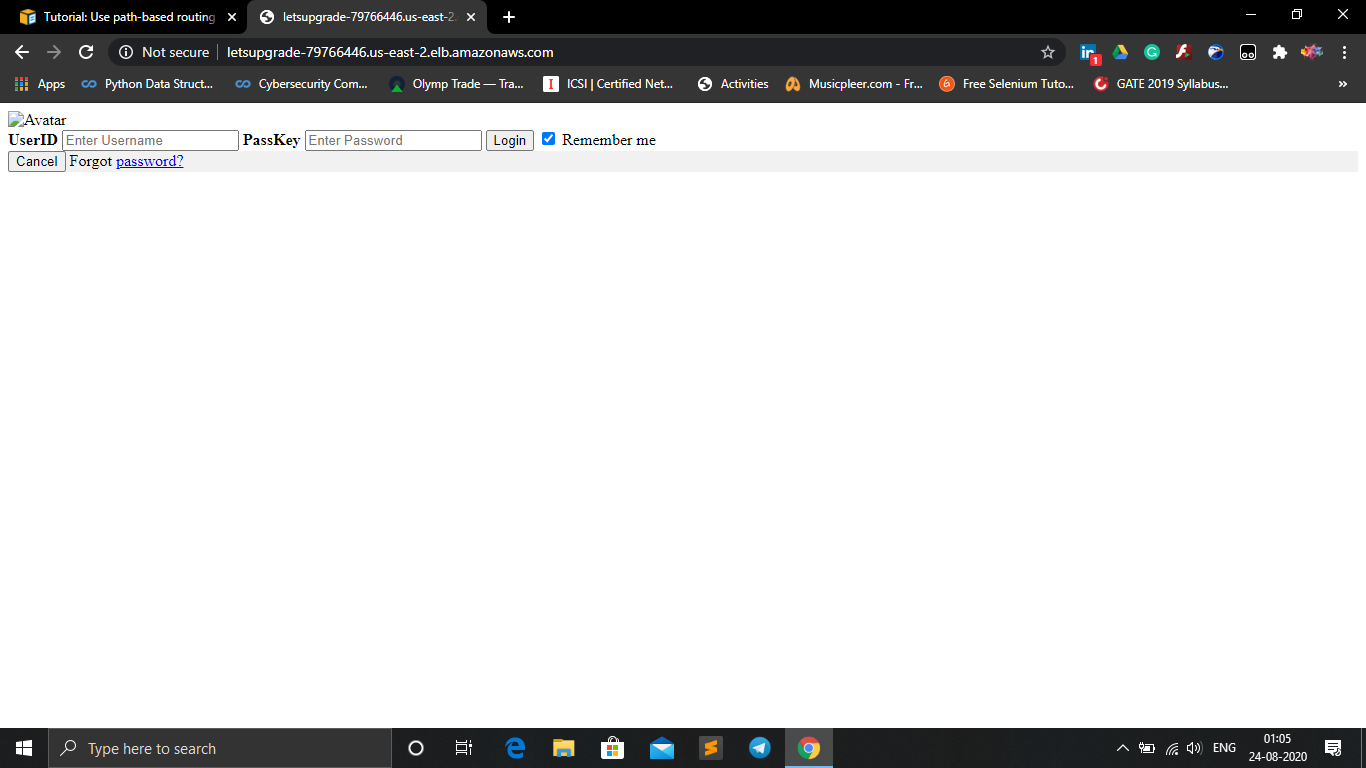 Tutorial: Use path-based routing
letsupgrade-79766446.us-east-2.
Not secure
letsupgrade-79766446.us-east-2.elb.amazonaws.com
1
Apps
Python Data Struct...
Cybersecurity Com...
Olymp Trade — Tra...
I
ICSI | Certified Net...
Activities
Musicpleer.com - Fr...
Free Selenium Tuto...
GATE 2019 Syllabus...
»
Avatar
UserID Enter Username PassKey Enter Password Login Remember me
Cancel Forgot password?
Type here to search
ENG
01:05
24-08-2020